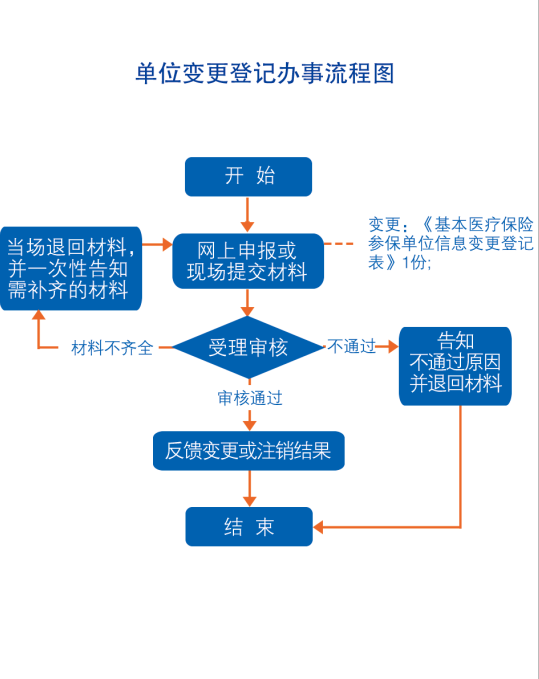 单位变更登记办事流程图
开 始
当场退回材料，
并一次性告知
需补齐的材料
网上申报或
现场提交材料
变更：《基本医疗保险
参保单位信息变更登记
表》1份;
材料不齐全
受理审核
不通过
告知
不通过原因
并退回材料
审核通过
反馈变更或注销结果
结 束